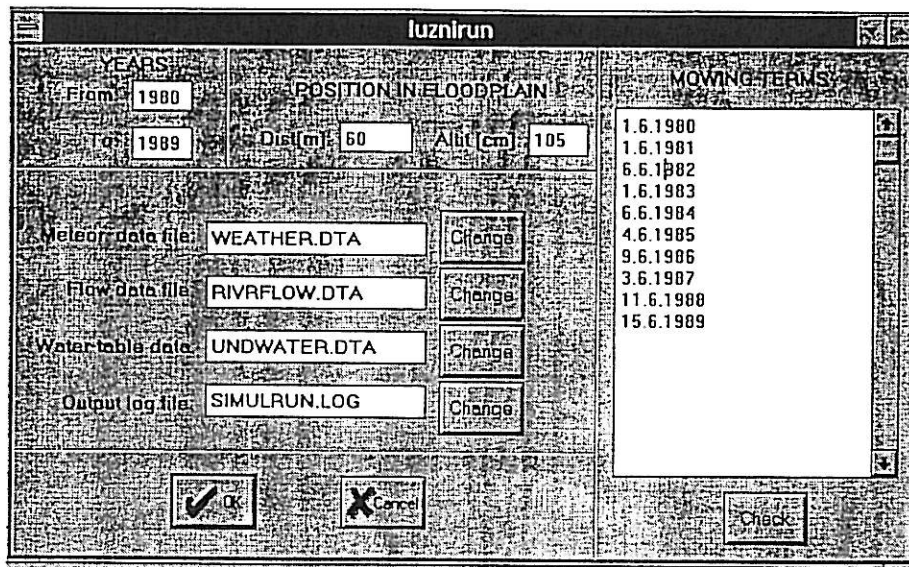 luznirun
YEARS
From: 1980
To: 1989
POSITION IN FLOODPLAIN
Dist[m]: 60 Altit[cm]: 105
Meteor. data file: WEATHER.DTA Change
Flow data file: RIVRFLOW.DTA Change
Water table data: UNDWATER.DTA Change
Output log file: SIMULRUN.LOG Change
OK Cancel
MOWING TERMS
1.6.1980
1.6.1981
6.6.1982
1.6.1983
6.6.1984
4.6.1985
9.6.1986
3.6.1987
11.6.1988
15.6.1989
Check